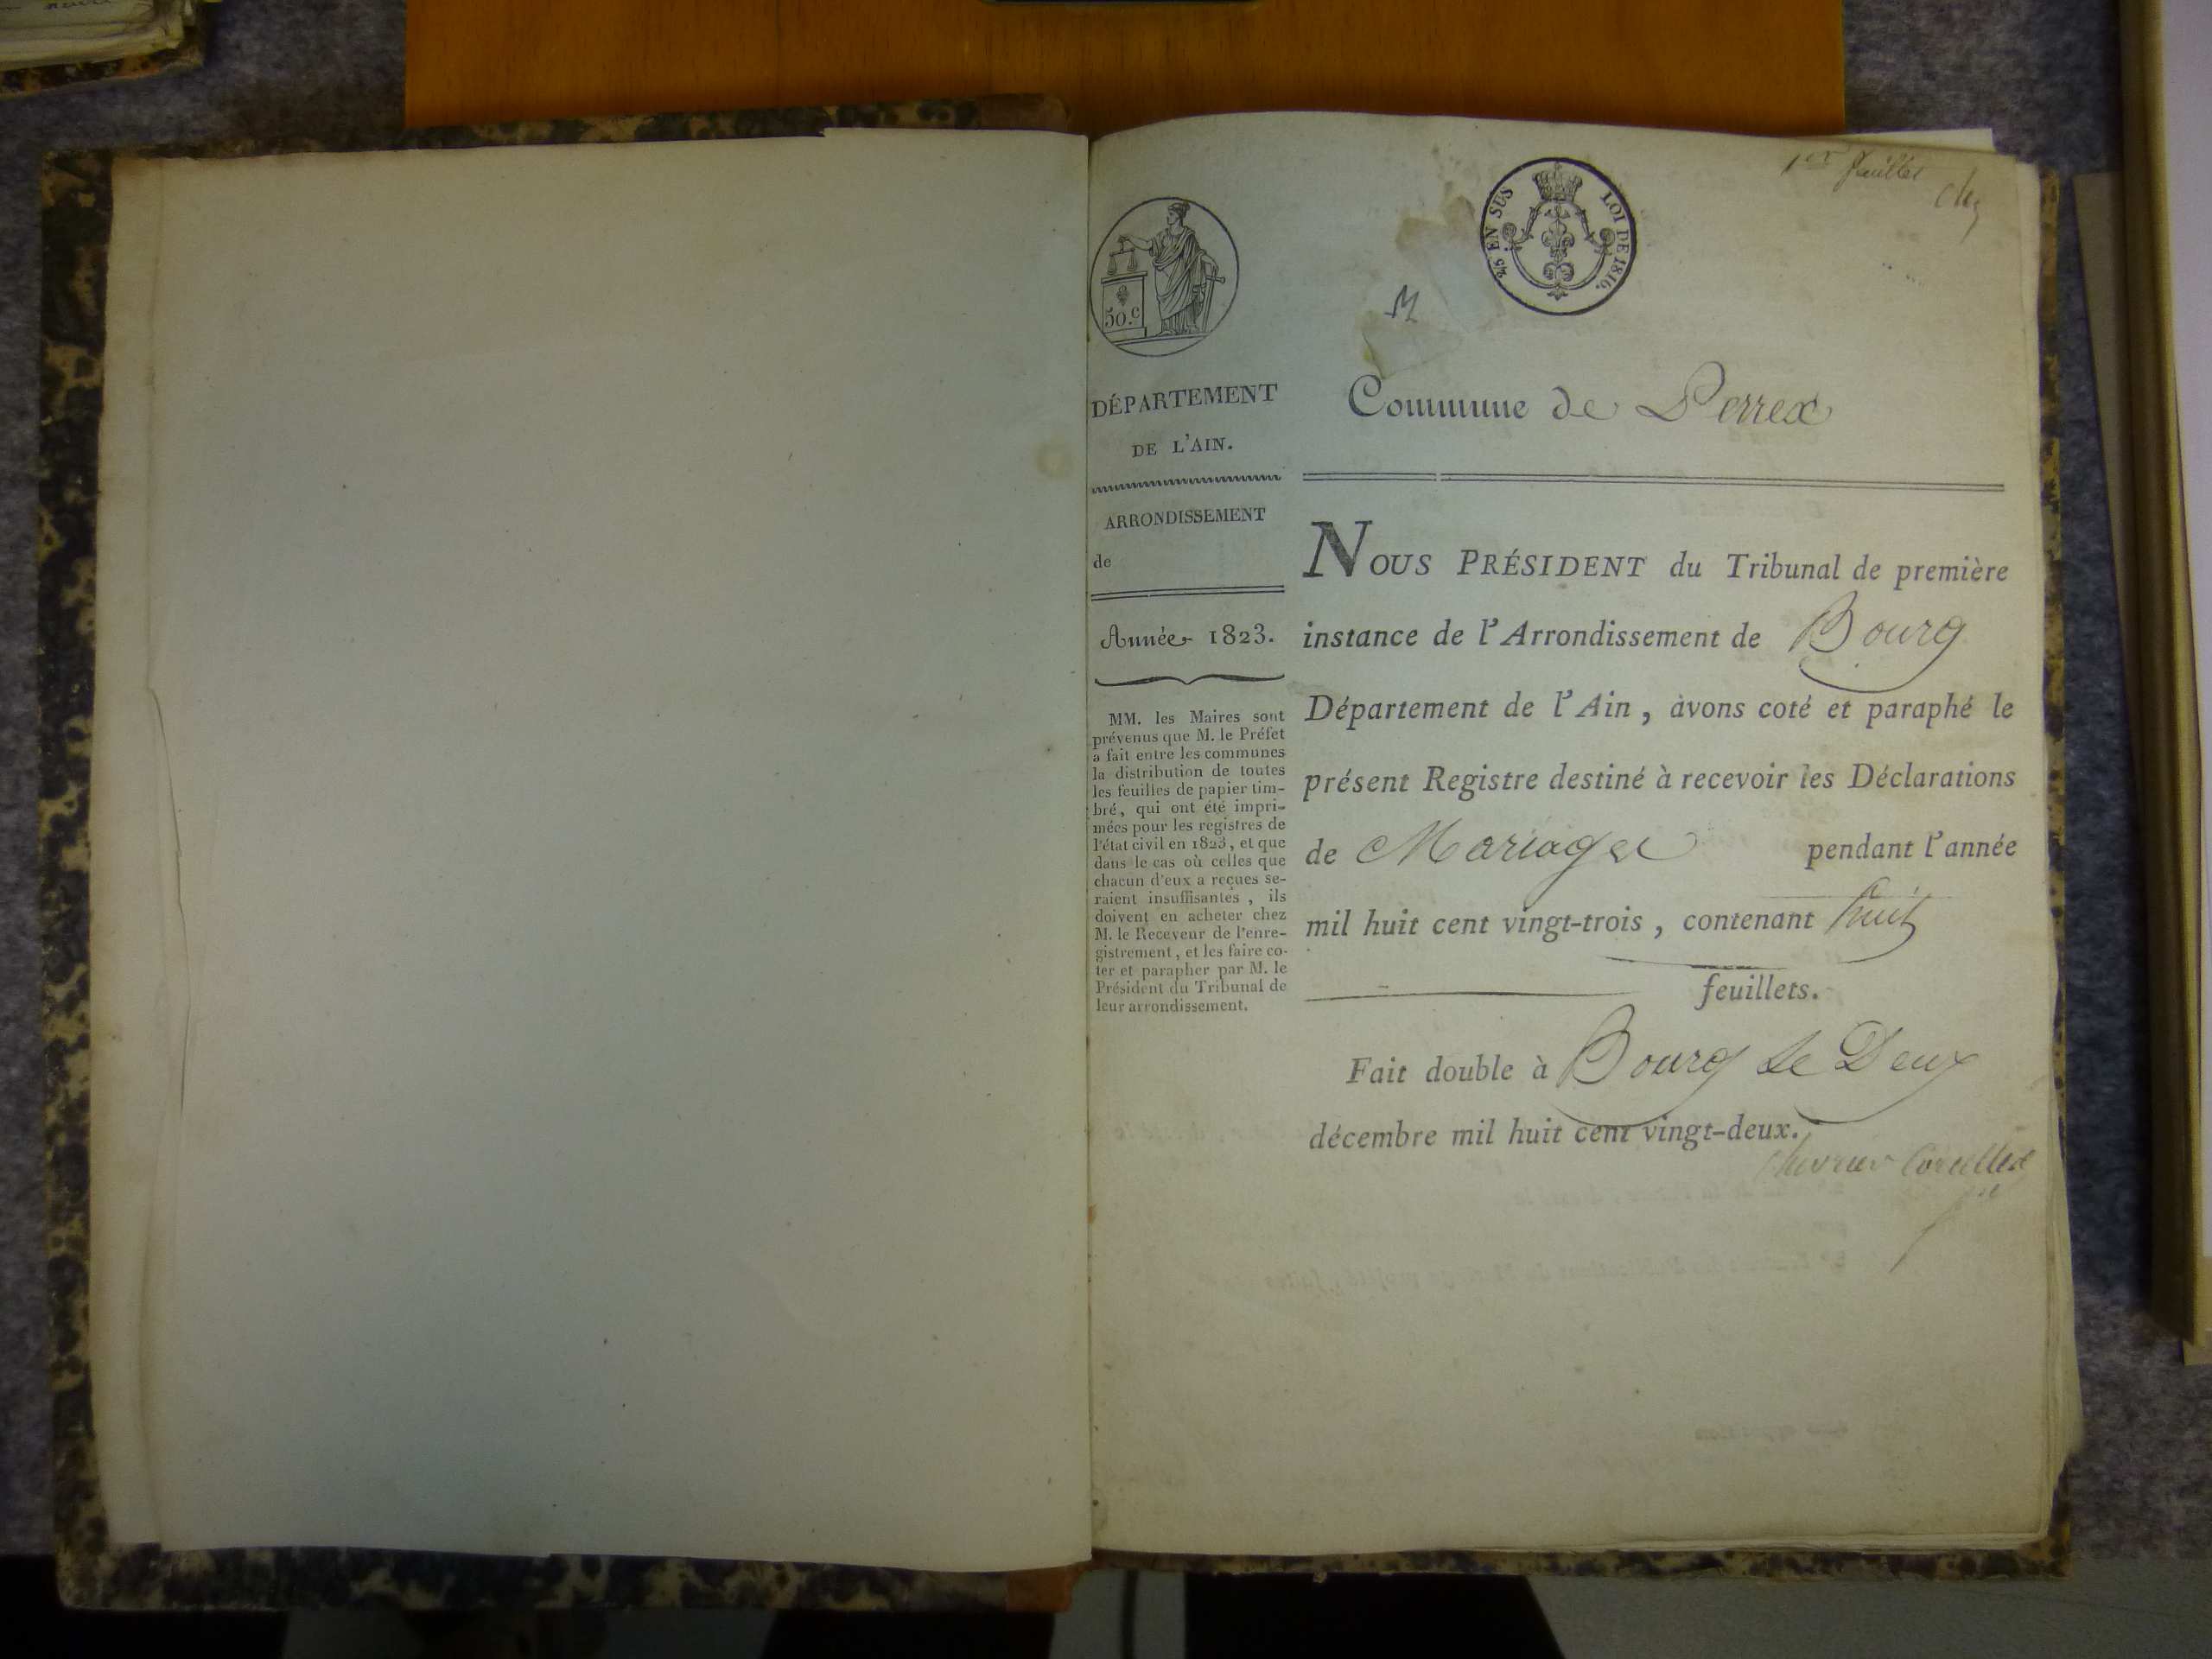 1er feuillet
25 EN SUS LOI DE 1816.
50.c
M
DÉPARTEMENT
DE L'AIN.
ARRONDISSEMENT
de
Année 1823.
MM. les Maires sont
prévenus que M. le Préfet
a fait entre les communes
la distribution de toutes
les feuilles de papier tim-
bré, qui ont été impri-
mées pour les registres de
l'état civil en 1823, et que
dans le cas où celles que
chacun d'eux a reçues se-
raient insuffisantes, ils
doivent en acheter chez
M. le Receveur de l'enre-
gistrement, et les faire co-
ter et parapher par M. le
Président du Tribunal de
leur arrondissement.
Commune de Perrex
NOUS PRÉSIDENT du Tribunal de première
instance de l'Arrondissement de Bourg
Département de l'Ain, avons coté et paraphé le
présent Registre destiné à recevoir les Déclarations
de Mariages pendant l'année
mil huit cent vingt-trois, contenant huit
feuillets.
Fait double à Bourg le Deux
décembre mil huit cent vingt-deux.